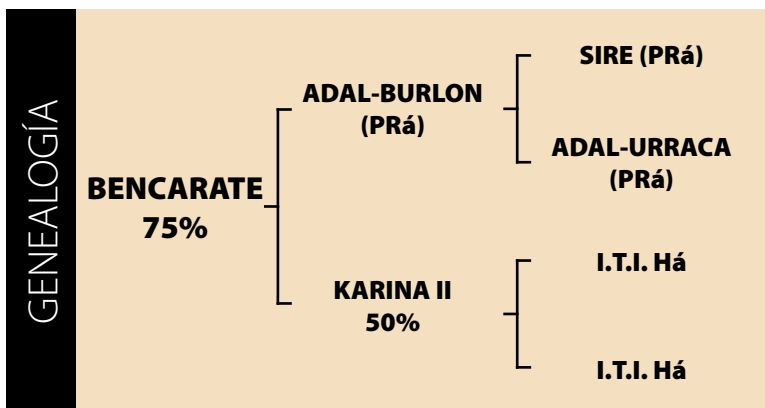 GENEALOGÍA
BENCARATE
75%
ADAL-BURLON
(PRá)
KARINA II
50%
SIRE (PRá)
ADAL-URRACA
(PRá)
I.T.I. Há
I.T.I. Há